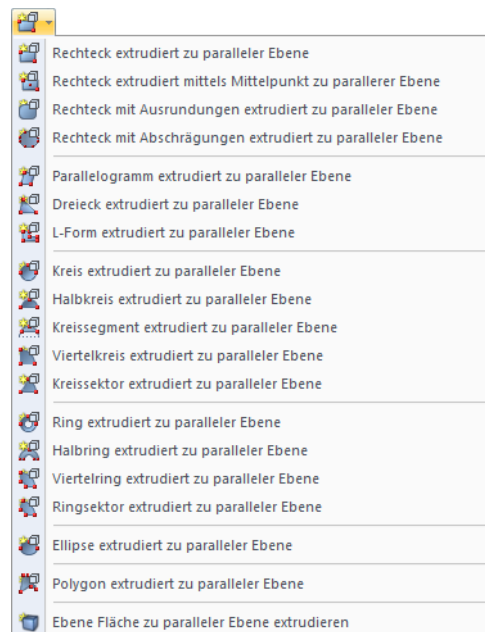 Rechteck extrudiert zu paralleler Ebene
Rechteck extrudiert mittels Mittelpunkt zu parallerer Ebene
Rechteck mit Ausrundungen extrudiert zu paralleler Ebene
Rechteck mit Abschrägungen extrudiert zu paralleler Ebene
Parallelogramm extrudiert zu paralleler Ebene
Dreieck extrudiert zu paralleler Ebene
L-Form extrudiert zu paralleler Ebene
Kreis extrudiert zu paralleler Ebene
Halbkreis extrudiert zu paralleler Ebene
Kreissegment extrudiert zu paralleler Ebene
Viertelkreis extrudiert zu paralleler Ebene
Kreissektor extrudiert zu paralleler Ebene
Ring extrudiert zu paralleler Ebene
Halbring extrudiert zu paralleler Ebene
Viertelring extrudiert zu paralleler Ebene
Ringsektor extrudiert zu paralleler Ebene
Ellipse extrudiert zu paralleler Ebene
Polygon extrudiert zu paralleler Ebene
Ebene Fläche zu paralleler Ebene extrudieren